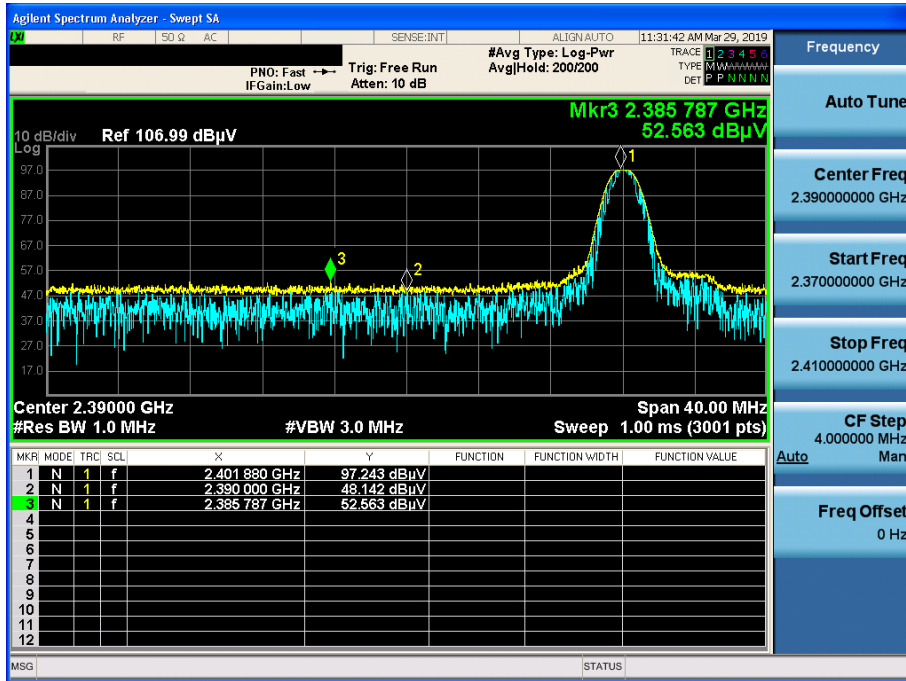 Agilent Spectrum Analyzer - Swept SA
LXI RF 50 Ω AC SENSE:INT ALIGN AUTO 11:31:42 AM Mar 29, 2019
PNO: Fast
IFGain:Low
Trig: Free Run
Atten: 10 dB
#Avg Type: Log-Pwr
Avg|Hold: 200/200
TRACE 1 2 3 4 5 6
TYPE M W
DET P P N N N N
Mkr3 2.385 787 GHz
52.563 dBµV
10 dB/div Ref 106.99 dBµV
Log
97.0
87.0
77.0
67.0
57.0
47.0
37.0
27.0
17.0
1
2
3
Center 2.39000 GHz Span 40.00 MHz
#Res BW 1.0 MHz #VBW 3.0 MHz Sweep 1.00 ms (3001 pts)
MKR MODE TRC SCL X Y FUNCTION FUNCTION WIDTH FUNCTION VALUE
1 N 1 f 2.401 880 GHz 97.243 dBµV
2 N 1 f 2.390 000 GHz 48.142 dBµV
3 N 1 f 2.385 787 GHz 52.563 dBµV
4
5
6
7
8
9
10
11
12
MSG STATUS
Frequency
Auto Tune
Center Freq
2.390000000 GHz
Start Freq
2.370000000 GHz
Stop Freq
2.410000000 GHz
CF Step
4.000000 MHz
Auto Man
Freq Offset
0 Hz